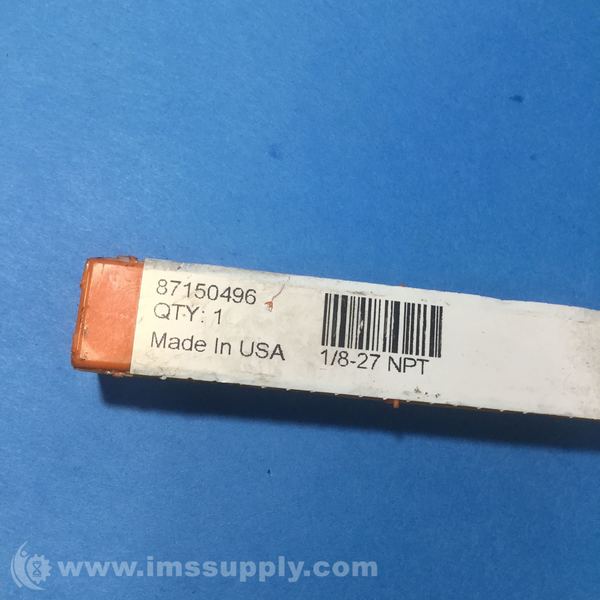 87150496
QTY: 1
Made In USA
1/8-27 NPT
www.imssupply.com